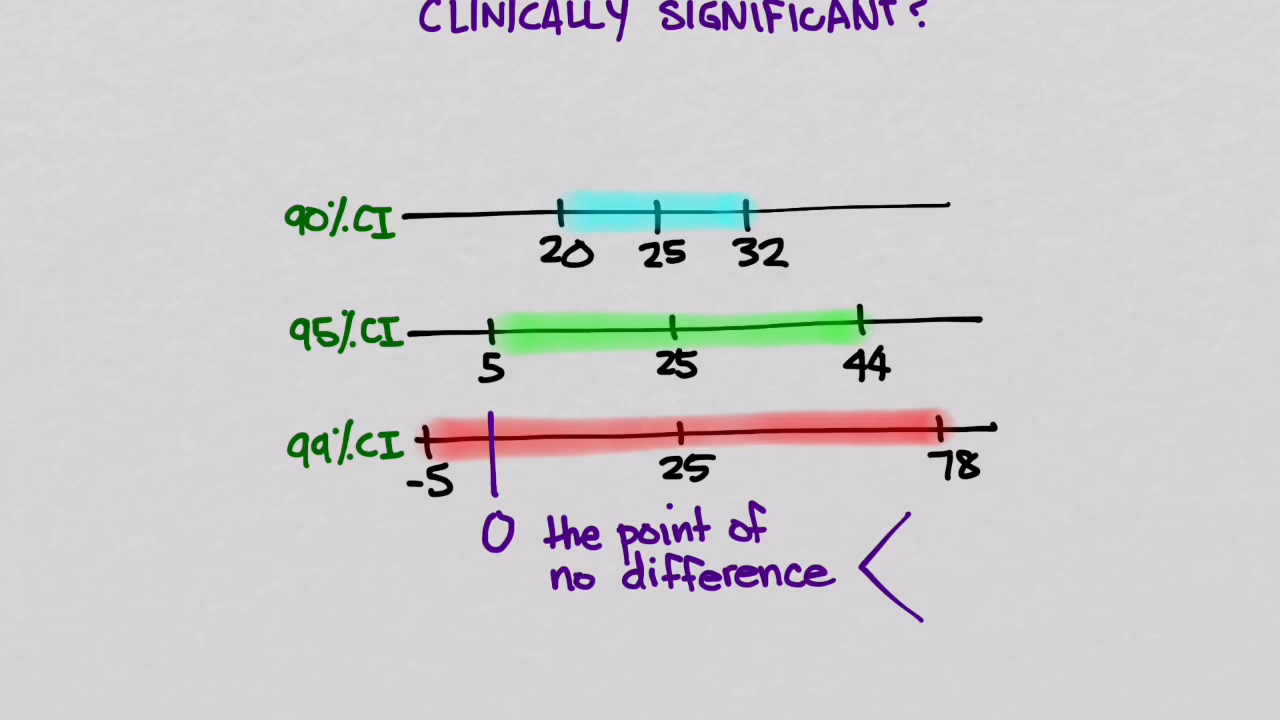 CLINICALLY SIGNIFICANT?
90%CI
20 25 32
95%CI
5 25 44
99%CI
-5 25 78
0 the point of
no difference